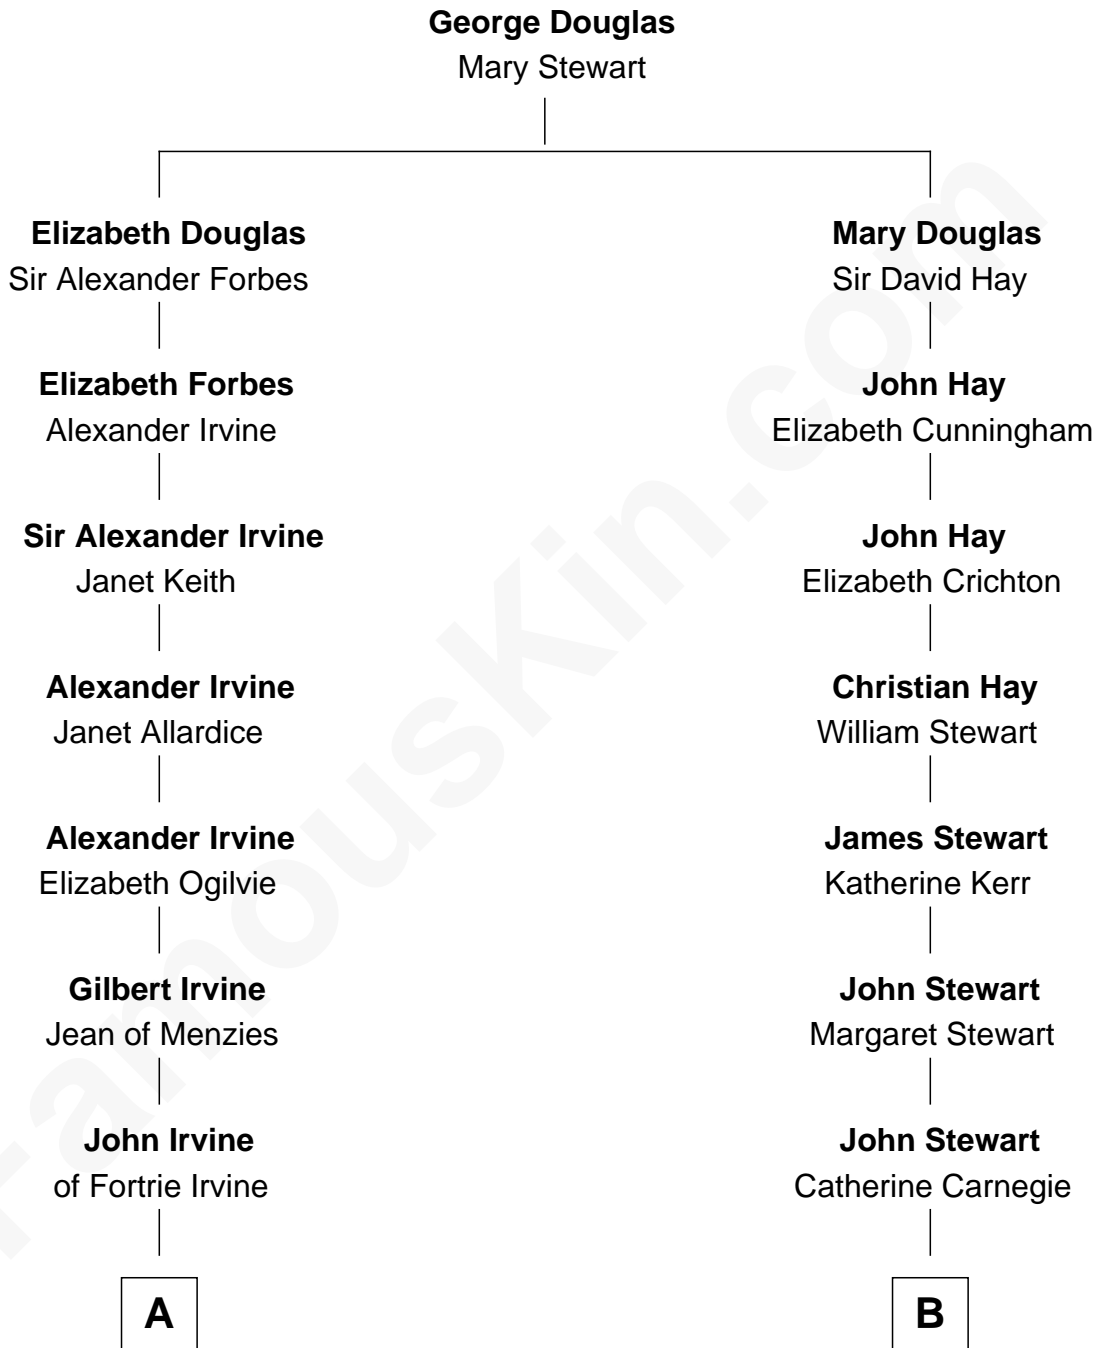 George Douglas
Mary Stewart
Elizabeth Douglas
Sir Alexander Forbes
Mary Douglas
Sir David Hay
Elizabeth Forbes
Alexander Irvine
John Hay
Elizabeth Cunningham
Sir Alexander Irvine
Janet Keith
John Hay
Elizabeth Crichton
Alexander Irvine
Janet Allardice
Christian Hay
William Stewart
Alexander Irvine
Elizabeth Ogilvie
James Stewart
Katherine Kerr
Gilbert Irvine
Jean of Menzies
John Stewart
Margaret Stewart
John Irvine
of Fortrie Irvine
John Stewart
Catherine Carnegie
A
B
FamousKin.com